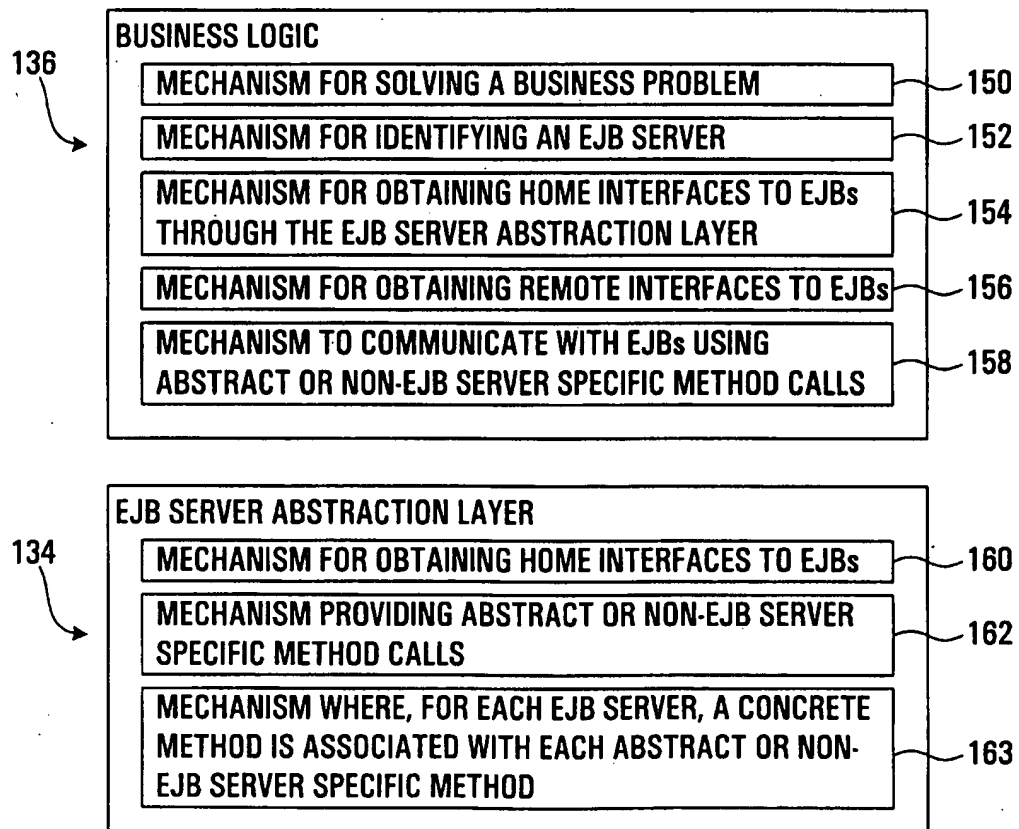 BUSINESS LOGIC
136
MECHANISM FOR SOLVING A BUSINESS PROBLEM
150
MECHANISM FOR IDENTIFYING AN EJB SERVER
152
MECHANISM FOR OBTAINING HOME INTERFACES TO EJBs
THROUGH THE EJB SERVER ABSTRACTION LAYER
154
MECHANISM FOR OBTAINING REMOTE INTERFACES TO EJBs
156
MECHANISM TO COMMUNICATE WITH EJBs USING
ABSTRACT OR NON-EJB SERVER SPECIFIC METHOD CALLS
158
EJB SERVER ABSTRACTION LAYER
134
MECHANISM FOR OBTAINING HOME INTERFACES TO EJBs
160
MECHANISM PROVIDING ABSTRACT OR NON-EJB SERVER
SPECIFIC METHOD CALLS
162
MECHANISM WHERE, FOR EACH EJB SERVER, A CONCRETE
METHOD IS ASSOCIATED WITH EACH ABSTRACT OR NON-
EJB SERVER SPECIFIC METHOD
163